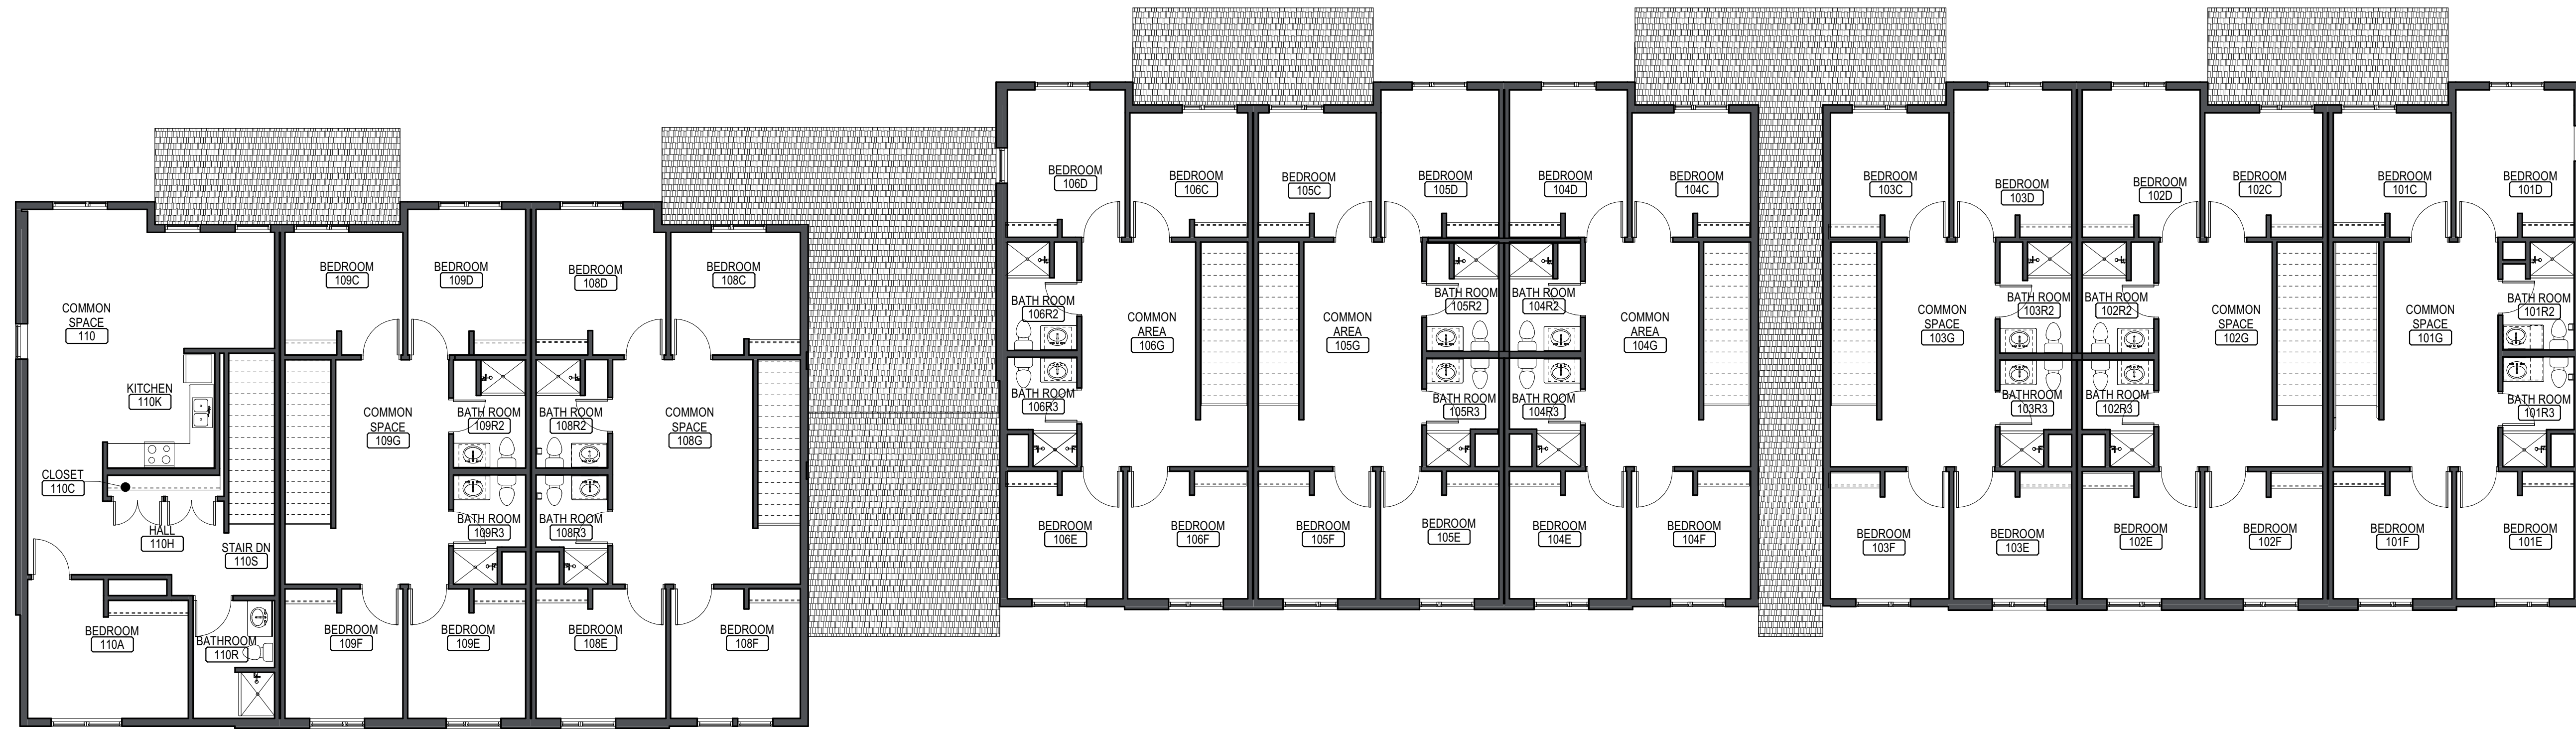 BEDROOM
106D
BEDROOM
106C
BEDROOM
105C
BEDROOM
105D
BEDROOM
104D
BEDROOM
104C
BEDROOM
103C
BEDROOM
103D
BEDROOM
102D
BEDROOM
102C
BEDROOM
101C
BEDROOM
101D
BEDROOM
109C
BEDROOM
109D
BEDROOM
108D
BEDROOM
108C
COMMON
SPACE
110
BATH ROOM
106R2
COMMON
AREA
106G
COMMON
AREA
105G
BATH ROOM
105R2
BATH ROOM
104R2
COMMON
AREA
104G
COMMON
SPACE
103G
BATH ROOM
103R2
BATH ROOM
102R2
COMMON
SPACE
102G
COMMON
SPACE
101G
BATH ROOM
101R2
KITCHEN
110K
BATH ROOM
106R3
BATH ROOM
105R3
BATH ROOM
104R3
BATHROOM
103R3
BATH ROOM
102R3
BATH ROOM
101R3
COMMON
SPACE
109G
BATH ROOM
109R2
BATH ROOM
108R2
COMMON
SPACE
108G
CLOSET
110C
HALL
110H
STAIR DN
110S
BATH ROOM
109R3
BATH ROOM
108R3
BEDROOM
106E
BEDROOM
106F
BEDROOM
105F
BEDROOM
105E
BEDROOM
104E
BEDROOM
104F
BEDROOM
103F
BEDROOM
103E
BEDROOM
102E
BEDROOM
102F
BEDROOM
101F
BEDROOM
101E
BEDROOM
110A
BATHROOM
110R
BEDROOM
109F
BEDROOM
109E
BEDROOM
108E
BEDROOM
108F